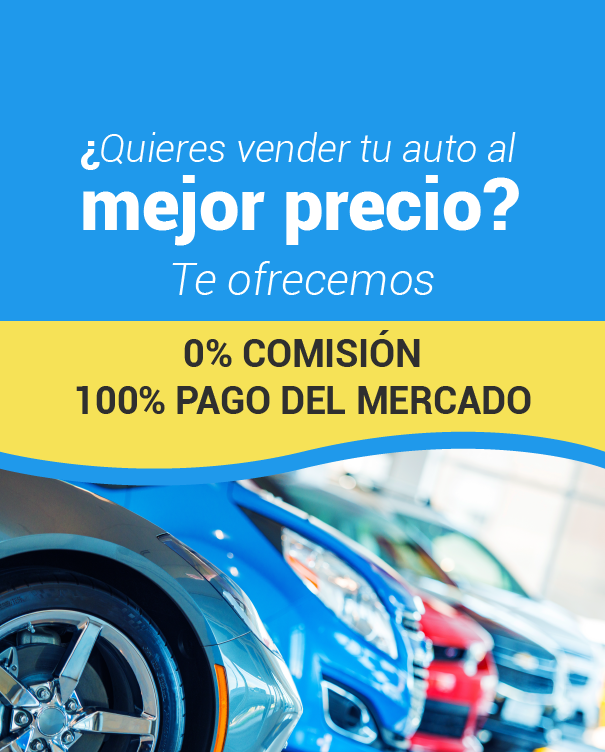 ¿Quieres vender tu auto al
mejor precio?
Te ofrecemos
0% COMISIÓN
100% PAGO DEL MERCADO